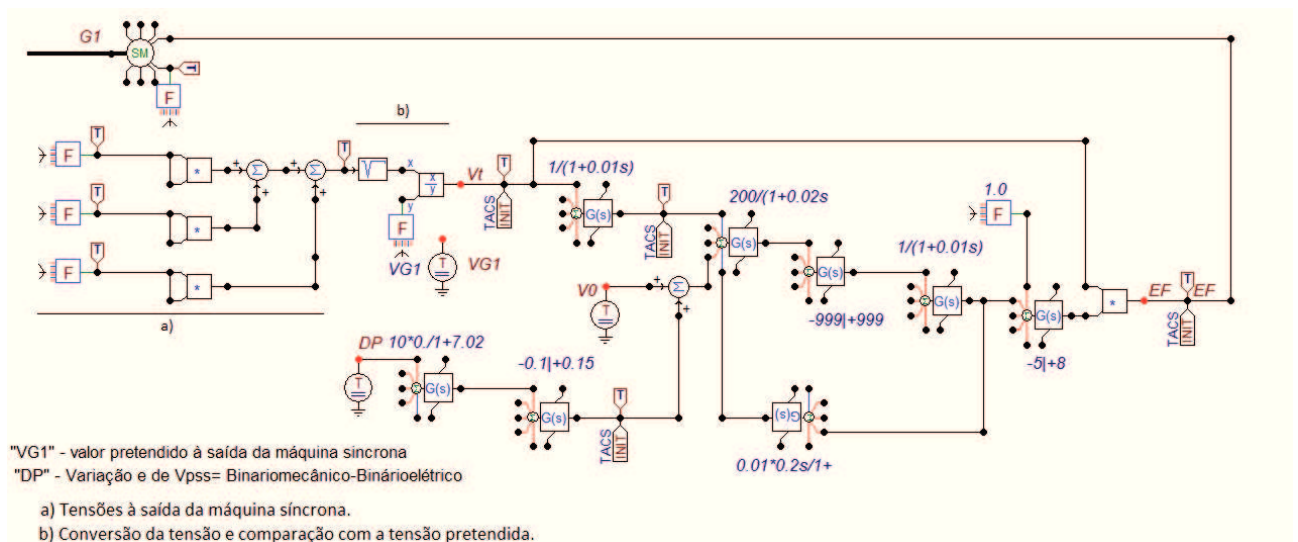 G1
SM
T
F
b)
T
F
*
+
Σ
+
+
Σ
+
T
x
x
y
y
Vt
T
TACS
INIT
1/(1+0.01s)
G(s)
T
TACS
INIT
200/(1+0.02s
G(s)
1.0
F
T
F
*
F
VG1
T
VG1
G(s)
-999|+999
1/(1+0.01s)
G(s)
G(s)
-5|+8
*
EF
T
EF
TACS
INIT
T
F
*
V0
T
+
Σ
+
a)
DP
10*0./1+7.02
T
G(s)
-0.1|+0.15
G(s)
T
TACS
INIT
G(s)
0.01*0.2s/1+
"VG1" - valor pretendido à saída da máquina sincrona
"DP" - Variação e de Vpss= Binariomecânico-Binárioelétrico
a) Tensões à saída da máquina síncrona.
b) Conversão da tensão e comparação com a tensão pretendida.